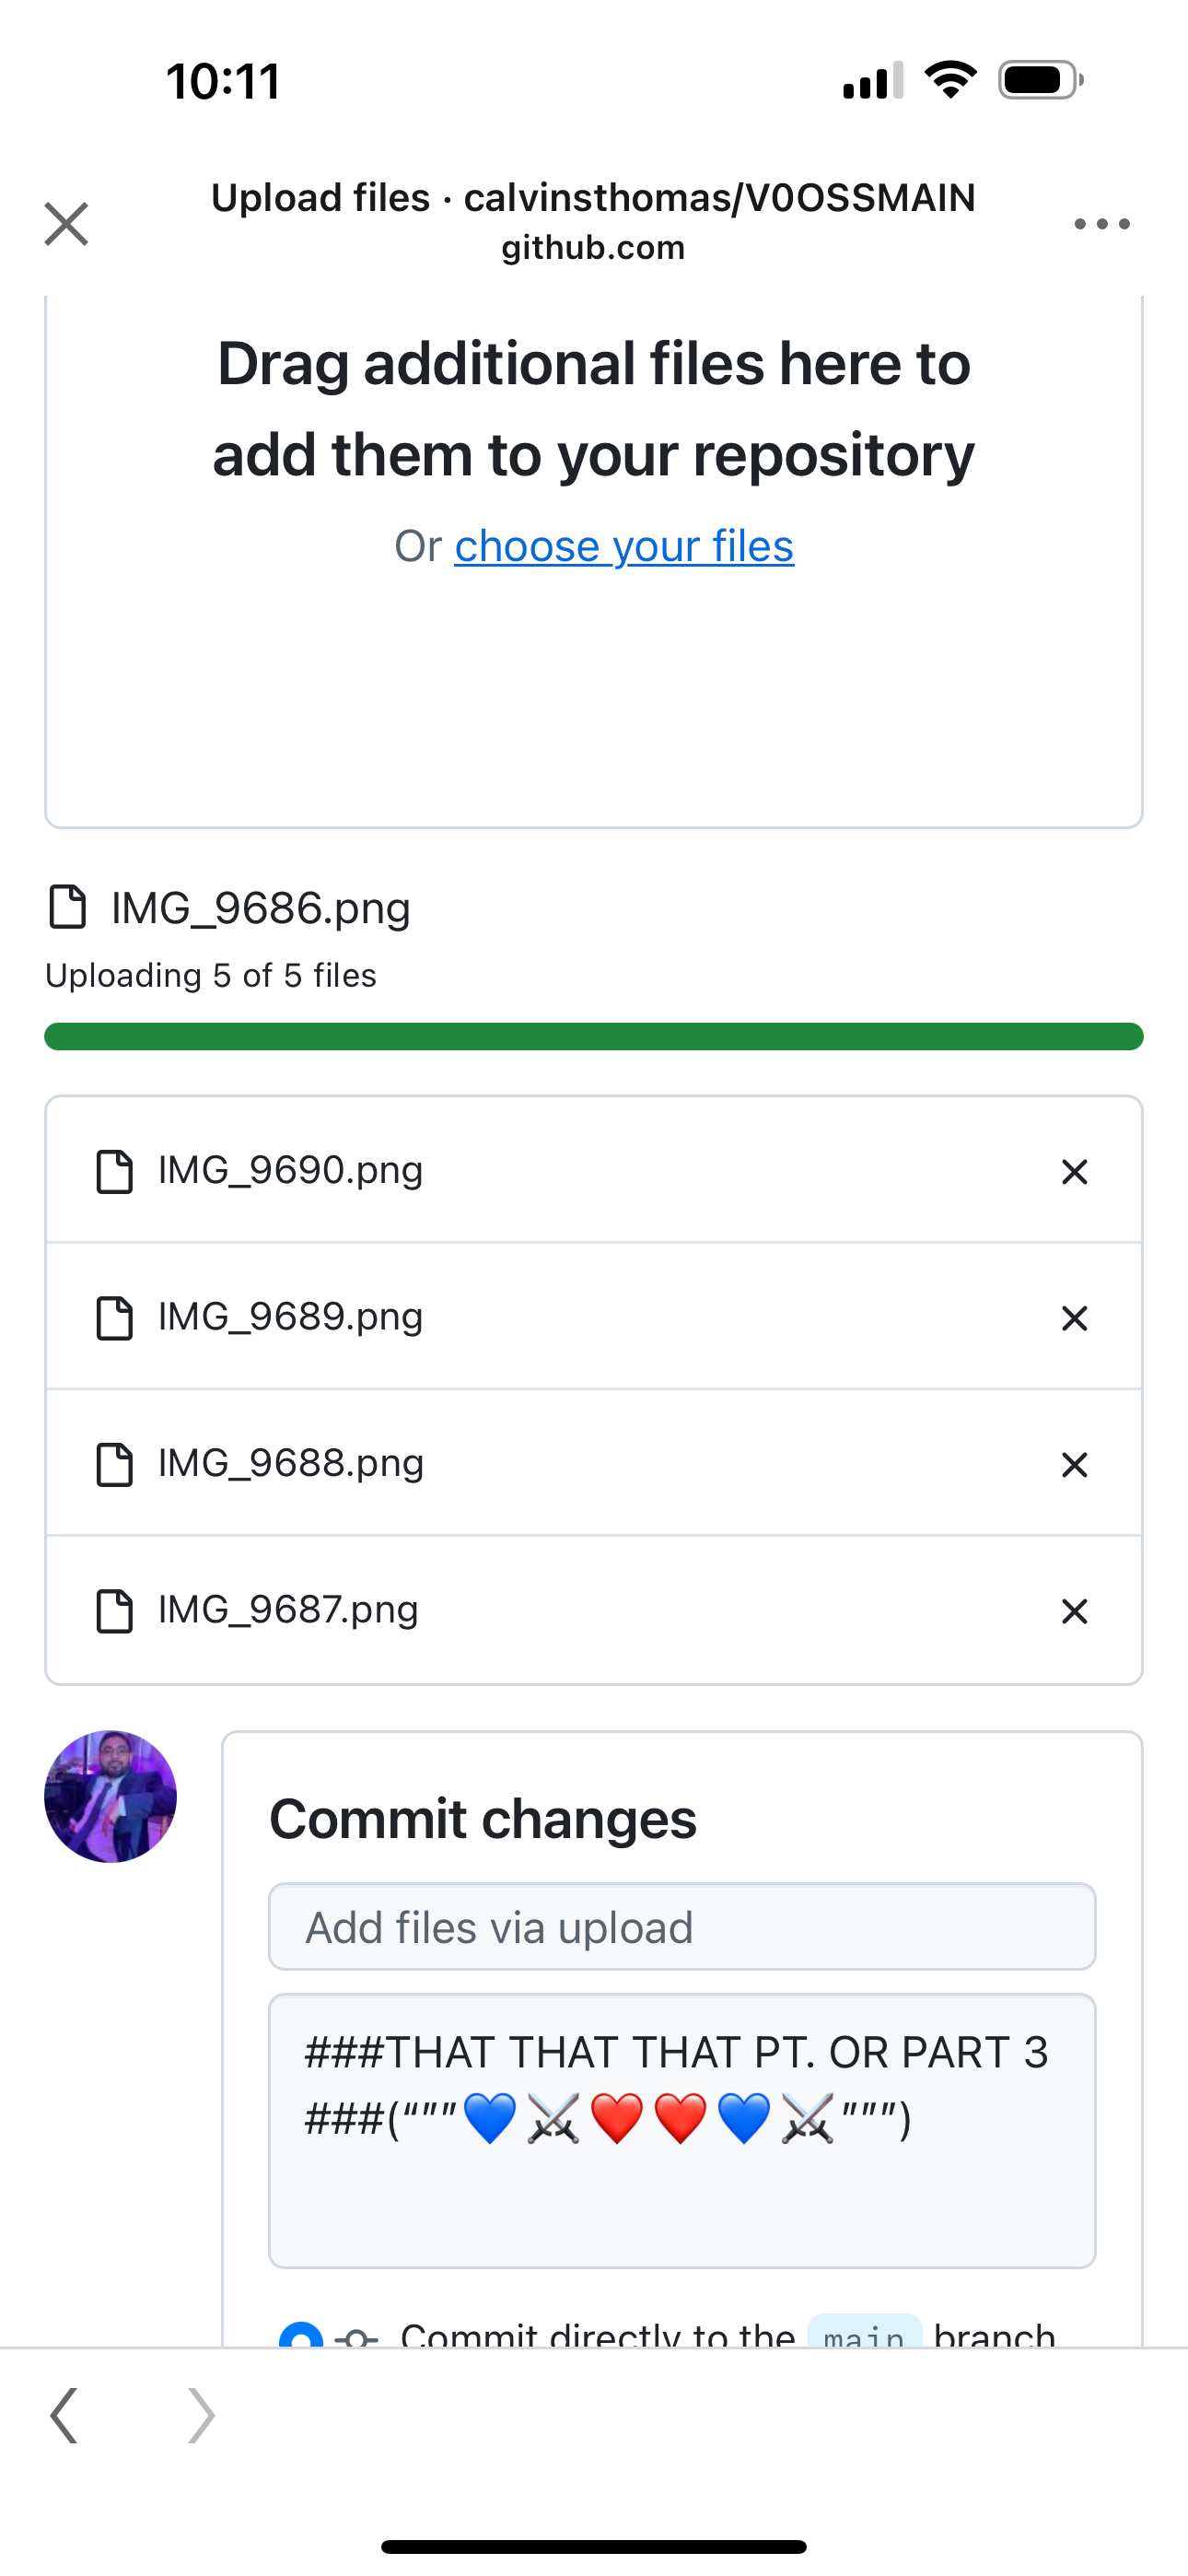 10:11
Upload files · calvinsthomas/V0OSSMAIN
github.com
Drag additional files here to
add them to your repository
Or choose your files
IMG_9686.png
Uploading 5 of 5 files
IMG_9690.png
IMG_9689.png
IMG_9688.png
IMG_9687.png
Commit changes
Add files via upload
###THAT THAT THAT PT. OR PART 3
###(“””💙⚔️❤️❤️💙⚔️”””)
Commit directly to the main branch